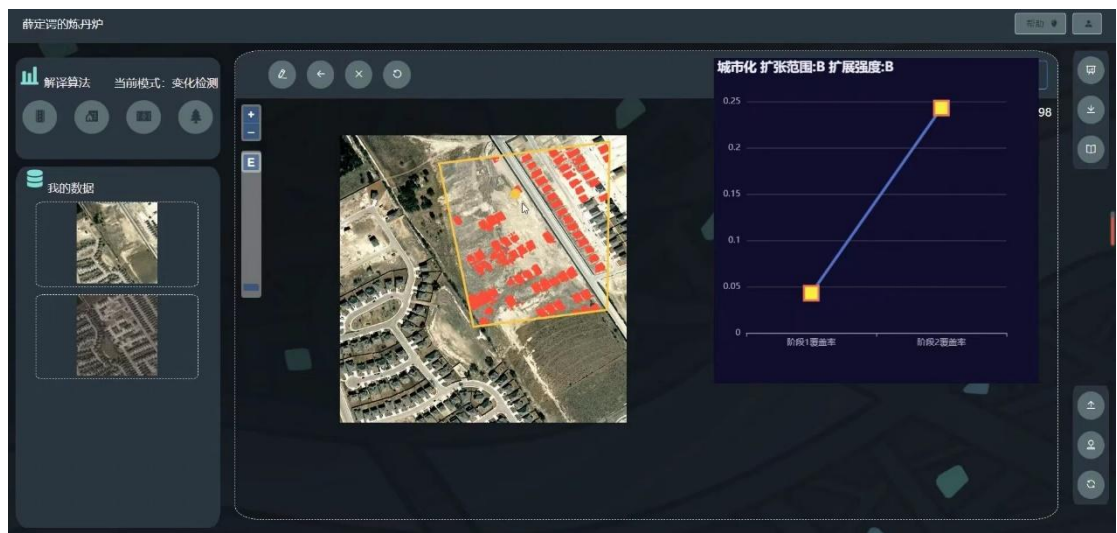 薛定谔的炼丹炉
帮助
解译算法
当前模式：变化检测
我的数据
+
−
E
城市化 扩张范围:B 扩展强度:B
98
0.25
0.2
0.15
0.1
0.05
0
阶段1覆盖率
阶段2覆盖率